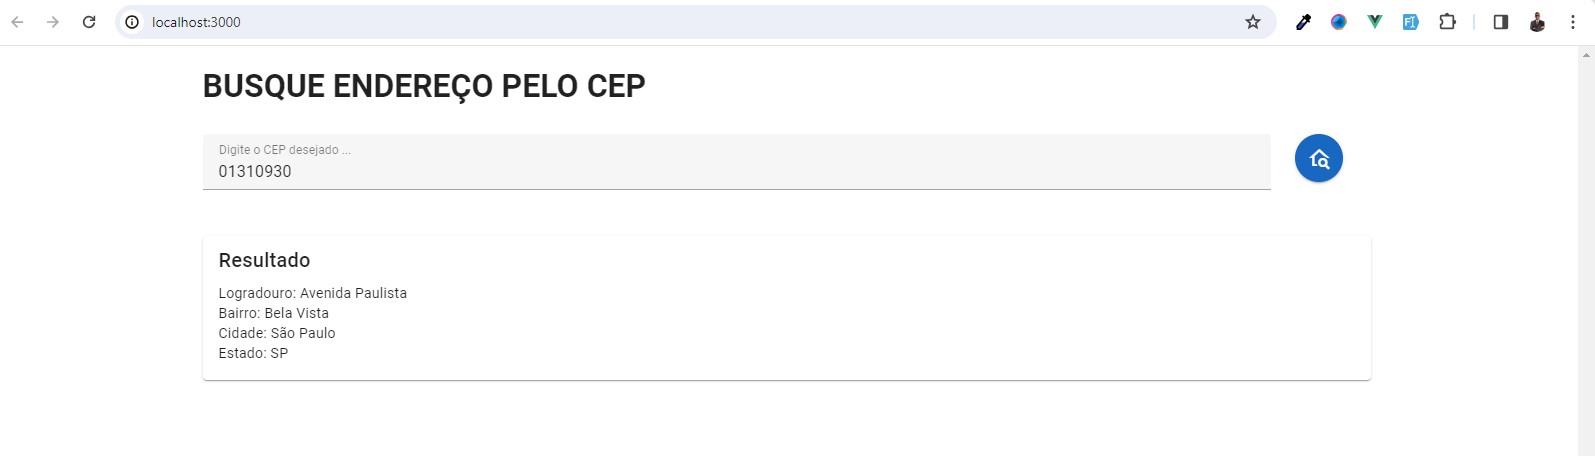 localhost:3000
BUSQUE ENDEREÇO PELO CEP
Digite o CEP desejado ...
01310930
Resultado
Logradouro: Avenida Paulista
Bairro: Bela Vista
Cidade: São Paulo
Estado: SP